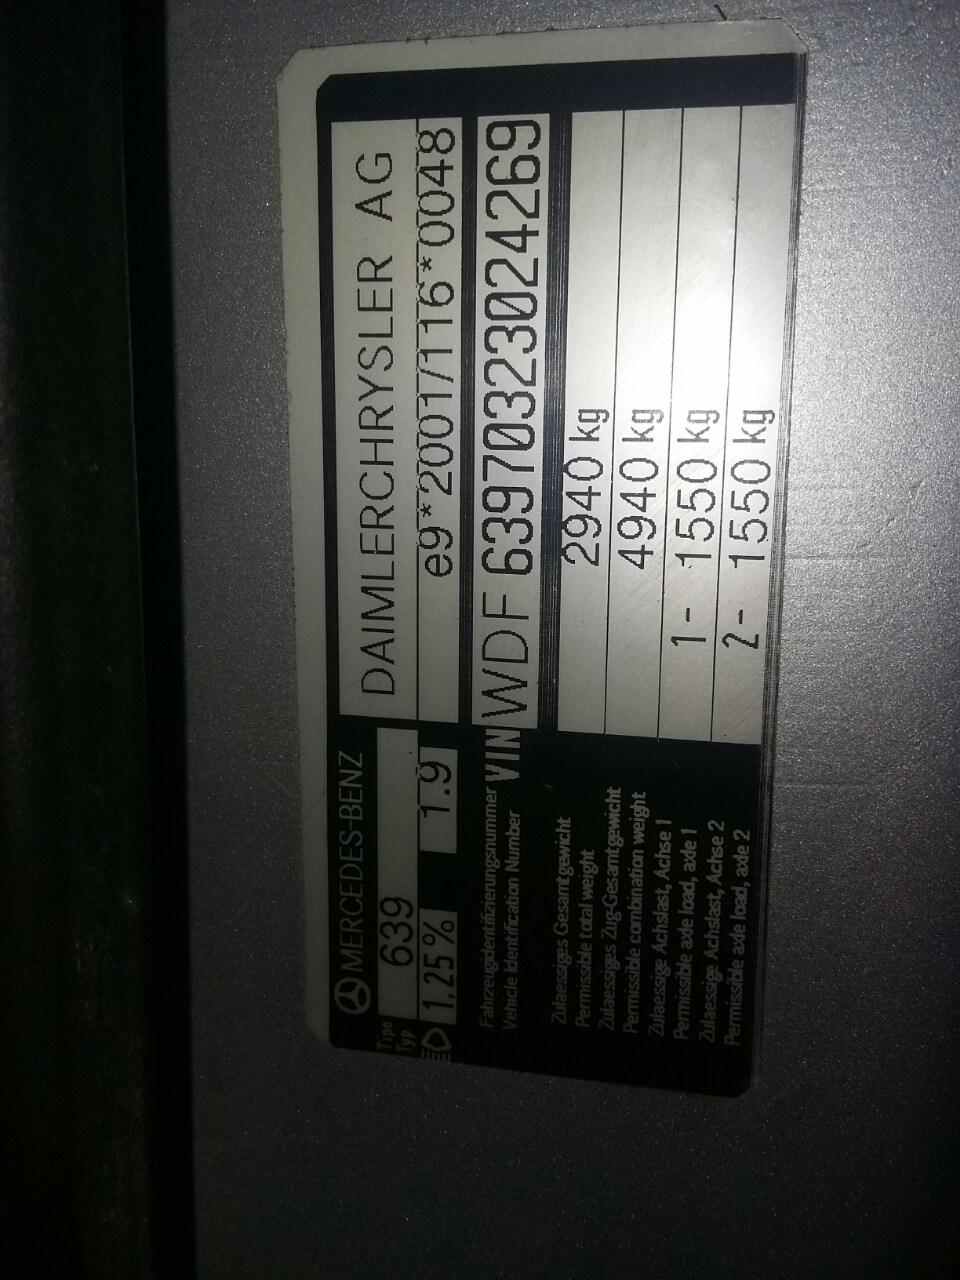 MERCEDES-BENZ
DAIMLERCHRYSLER AG
Type
Typ
639
e9*2001/116*0048
1.25%
1.9
Fahrzeugidentifizierungsnummer
Vehicle Identification Number
VIN
WDF63970323024269
Zulaessiges Gesamtgewicht
Permissible total weight
2940 kg
Zulaessiges Zug-Gesamtgewicht
Permissible combination weight
4940 kg
Zulaessige Achslast, Achse 1
Permissible axle load, axle 1
1- 1550 kg
Zulaessige Achslast, Achse 2
Permissible axle load, axle 2
2- 1550 kg